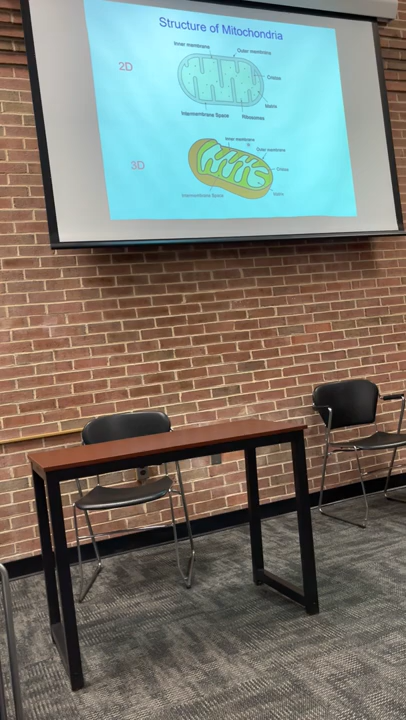 Structure of Mitochondria
2D
Inner membrane
Outer membrane
Cristae
Matrix
Intermembrane Space
Ribosomes
3D
Inner membrane
Outer membrane
Cristae
Matrix
Intermembrane Space